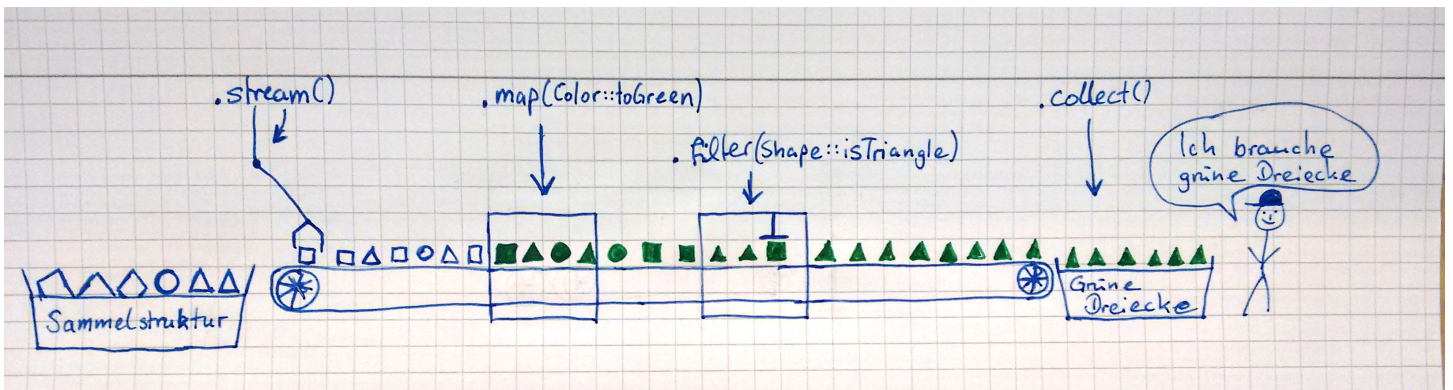 .stream()
.map(Color::toGreen)
.filter(Shape::isTriangle)
.collect()
Ich brauche
grüne Dreiecke
Sammelstruktur
Grüne
Dreiecke